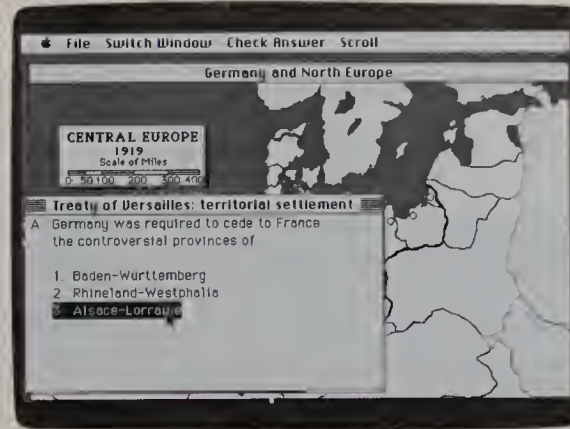 File Switch Window Check Answer Scroll
Germany and North Europe
CENTRAL EUROPE
1919
Scale of Miles
0 50 100 200 300 400
Treaty of Versailles: territorial settlement
A Germany was required to cede to France
the controversial provinces of
1. Baden-Württemberg
2 Rhineland-Westphalia
3 Alsace-Lorraine